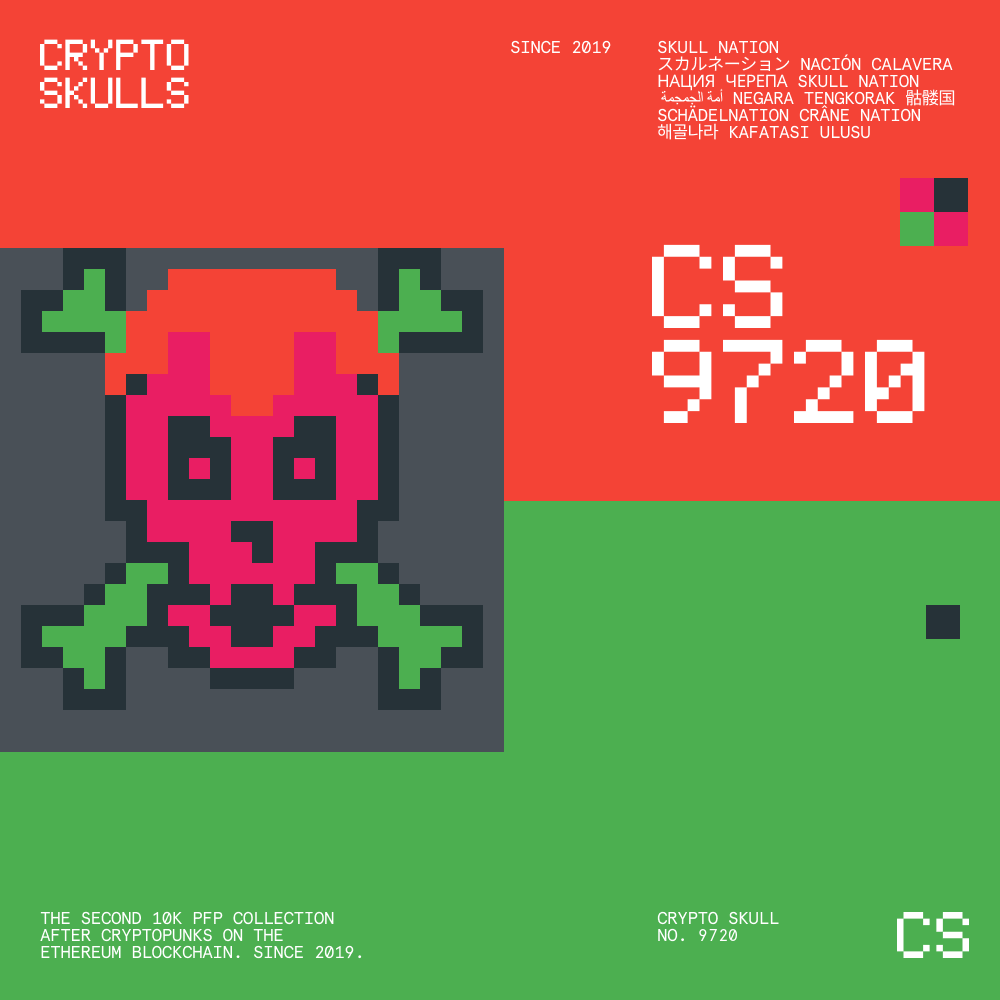 CRYPTO
SKULLS
SINCE 2019
SKULL NATION
スカルネーション NACIÓN CALAVERA
НАЦИЯ ЧЕРЕПА SKULL NATION
أمة الجمجمة NEGARA TENGKORAK 骷髅国
SCHÄDELNATION CRÂNE NATION
해골나라 KAFATASI ULUSU
CS
9720
THE SECOND 10K PFP COLLECTION
AFTER CRYPTOPUNKS ON THE
ETHEREUM BLOCKCHAIN. SINCE 2019.
CRYPTO SKULL
NO. 9720
CS